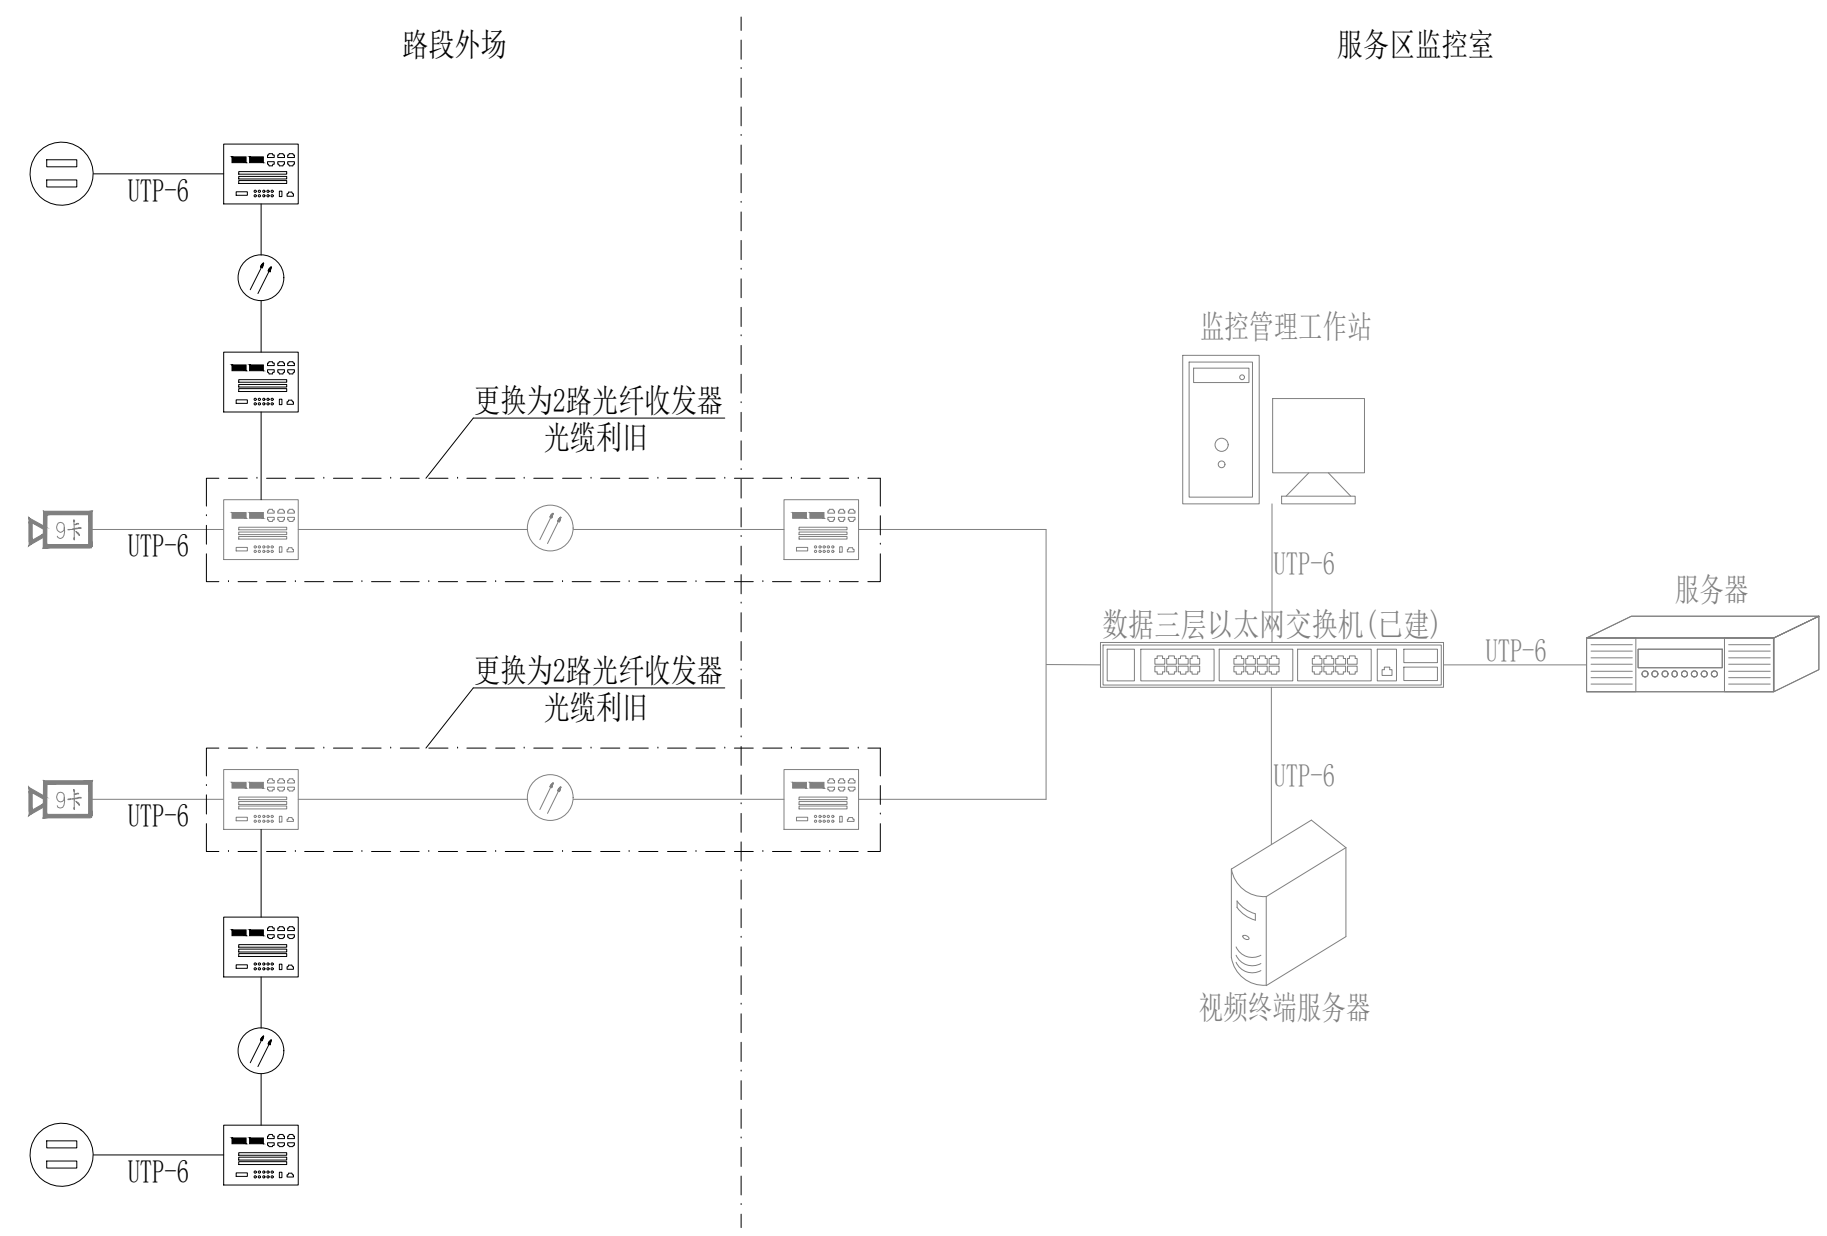 路段外场
服务区监控室
UTP-6
监控管理工作站
更换为2路光纤收发器
光缆利旧
9卡
UTP-6
UTP-6
服务器
数据三层以太网交换机(已建)
UTP-6
更换为2路光纤收发器
光缆利旧
UTP-6
9卡
UTP-6
视频终端服务器
UTP-6